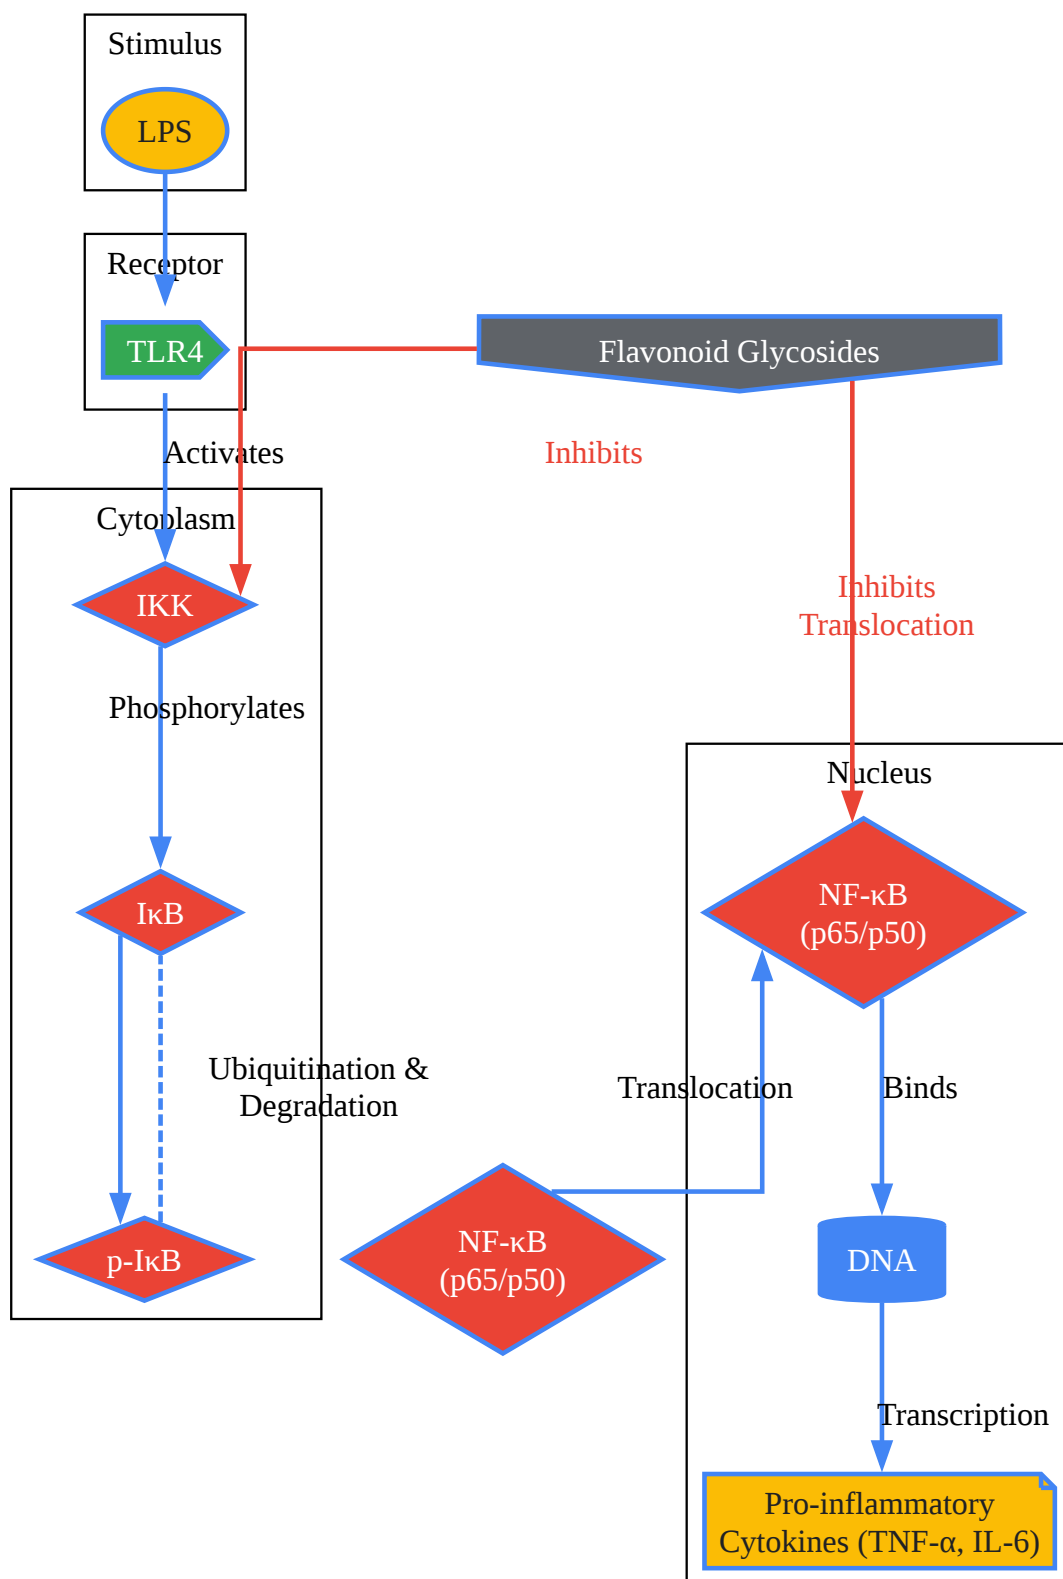 Stimulus
LPS
Receptor
TLR4
Flavonoid Glycosides
Activates
Inhibits
Cytoplasm
IKK
Inhibits
Translocation
Phosphorylates
Nucleus
IκB
NF-κB
(p65/p50)
Ubiquitination &
Degradation
Translocation
Binds
p-IκB
NF-κB
(p65/p50)
DNA
Transcription
Pro-inflammatory
Cytokines (TNF-α, IL-6)